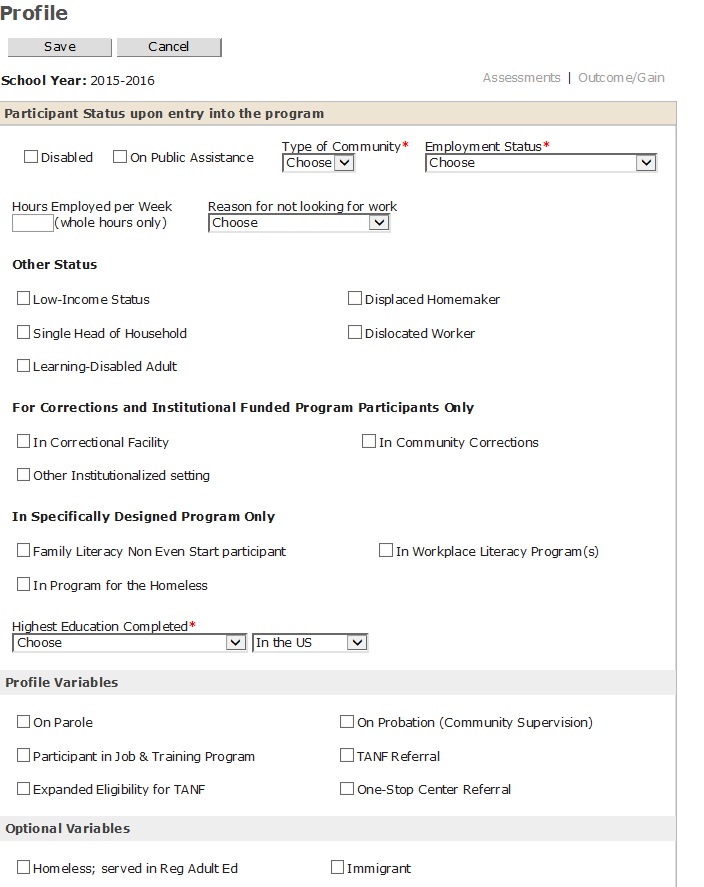 Profile
Save Cancel
School Year: 2015-2016 Assessments | Outcome/Gain
Participant Status upon entry into the program
Type of Community* Employment Status*
Disabled On Public Assistance Choose Choose
Hours Employed per Week Reason for not looking for work
(whole hours only) Choose
Other Status
Low-Income Status Displaced Homemaker
Single Head of Household Dislocated Worker
Learning-Disabled Adult
For Corrections and Institutional Funded Program Participants Only
In Correctional Facility In Community Corrections
Other Institutionalized setting
In Specifically Designed Program Only
Family Literacy Non Even Start participant In Workplace Literacy Program(s)
In Program for the Homeless
Highest Education Completed*
Choose In the US
Profile Variables
On Parole On Probation (Community Supervision)
Participant in Job & Training Program TANF Referral
Expanded Eligibility for TANF One-Stop Center Referral
Optional Variables
Homeless; served in Reg Adult Ed Immigrant